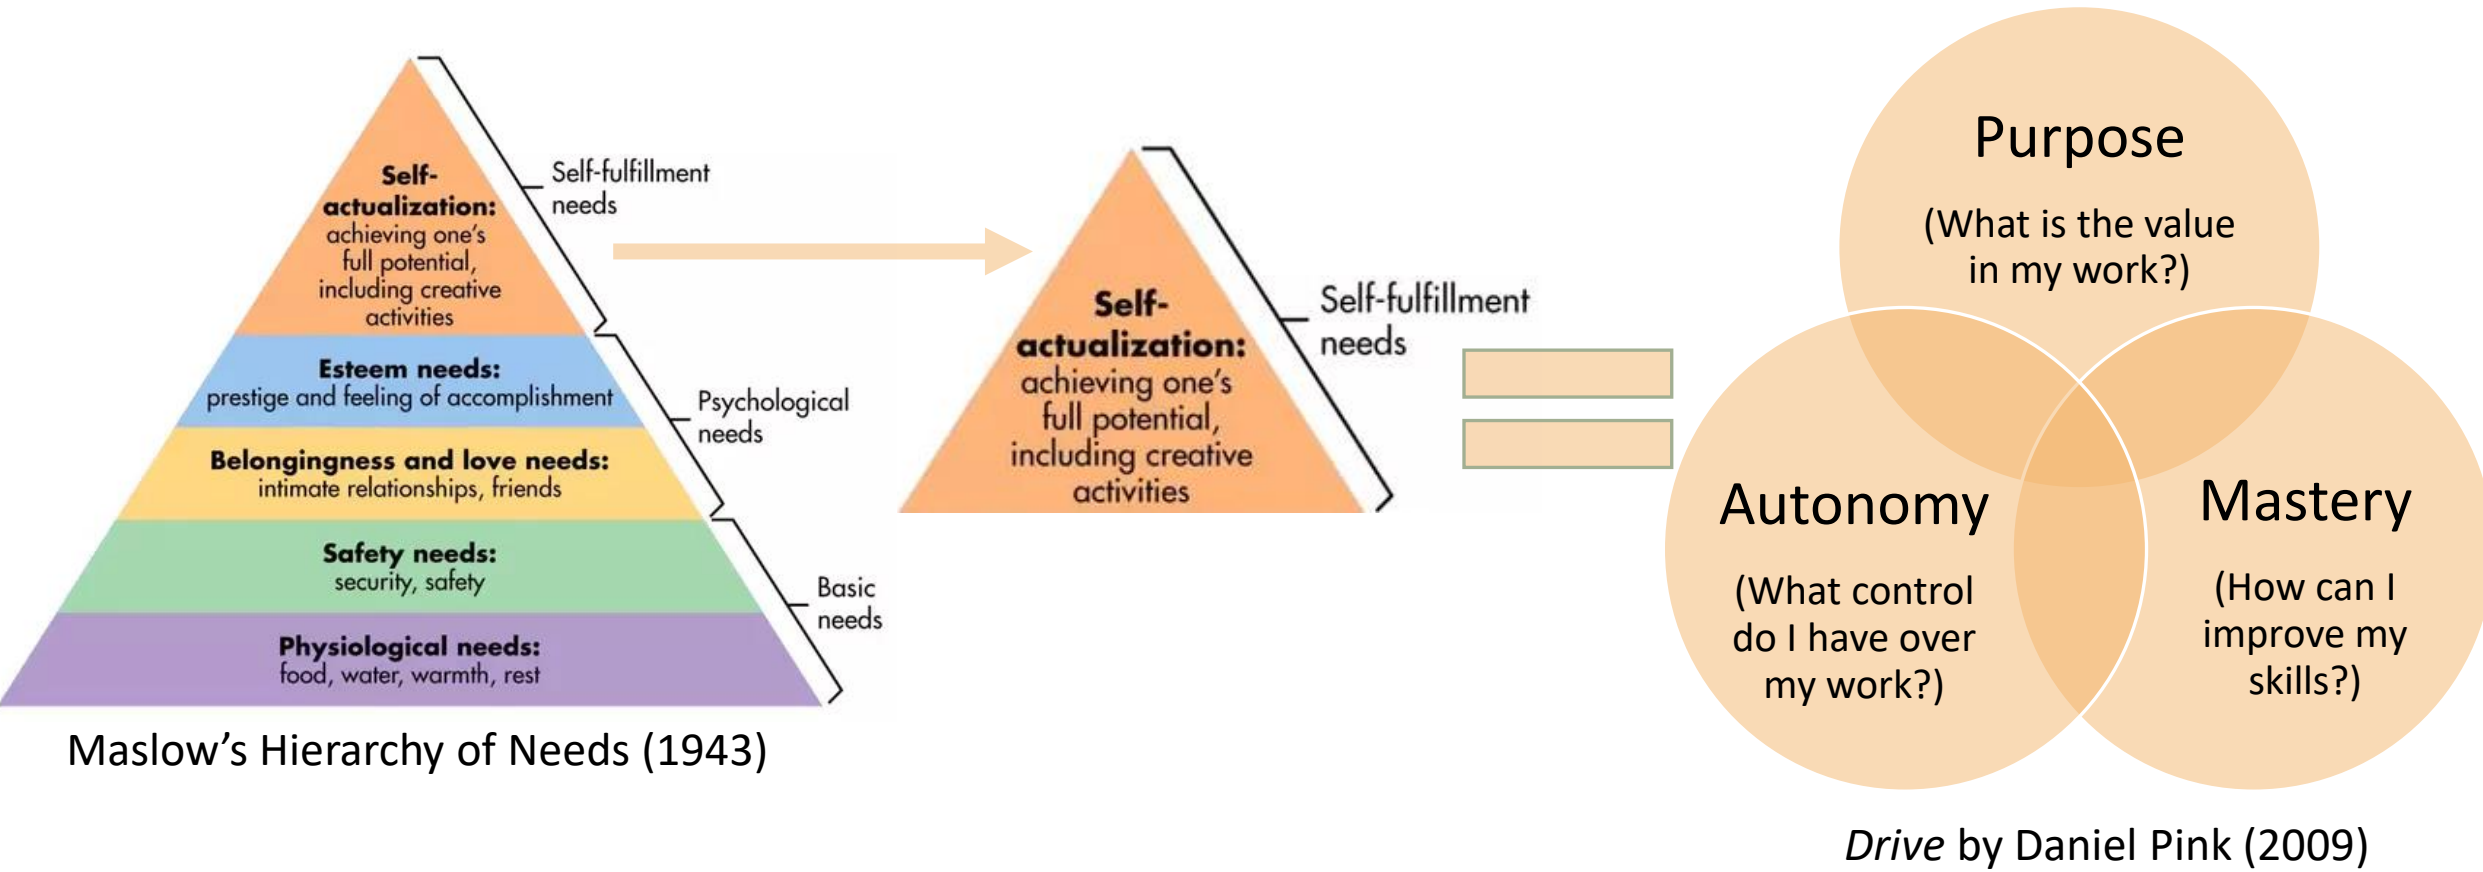 Self-
actualization:
achieving one's
full potential,
including creative
activities
Self-fulfillment
needs
Esteem needs:
prestige and feeling of accomplishment
Psychological
needs
Belongingness and love needs:
intimate relationships, friends
Safety needs:
security, safety
Basic
needs
Physiological needs:
food, water, warmth, rest
Maslow’s Hierarchy of Needs (1943)
Self-
actualization:
achieving one's
full potential,
including creative
activities
Self-fulfillment
needs
Purpose
(What is the value
in my work?)
Autonomy
(What control
do I have over
my work?)
Mastery
(How can I
improve my
skills?)
Drive by Daniel Pink (2009)